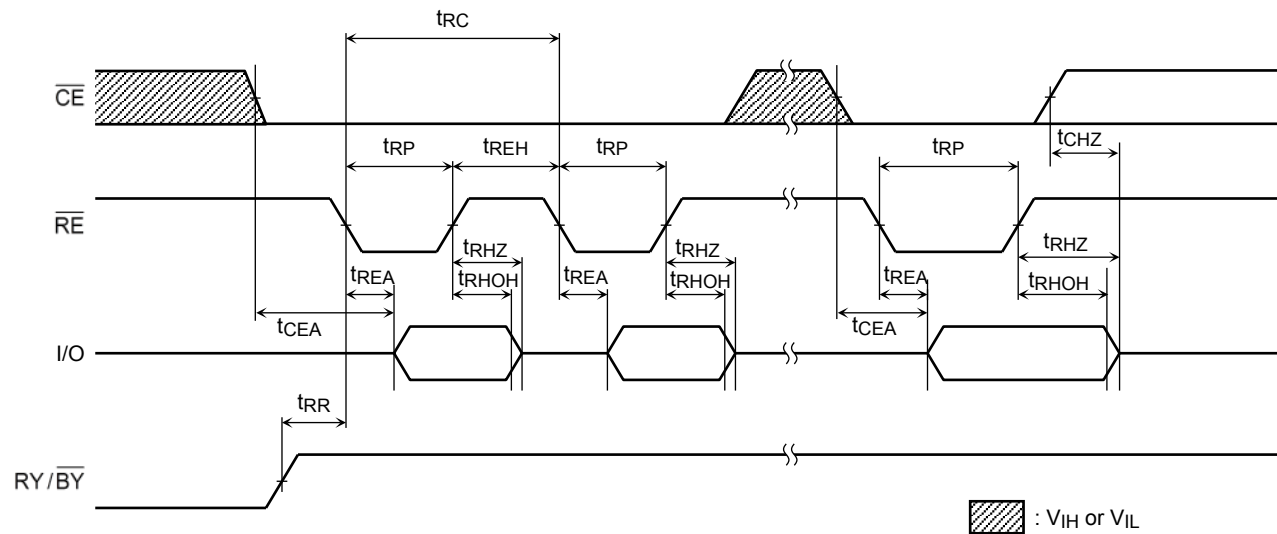 tRC
CE
tRP tREH tRP tRP tCHZ
RE
tRHZ tRHZ tRHZ
tREA tRHOH tREA tRHOH tREA tRHOH
tCEA tCEA
I/O
tRR
RY/BY
: VIH or VIL